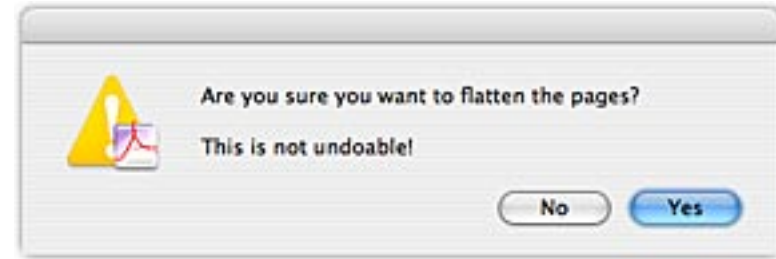 Are you sure you want to flatten the pages?
This is not undoable!
No
Yes